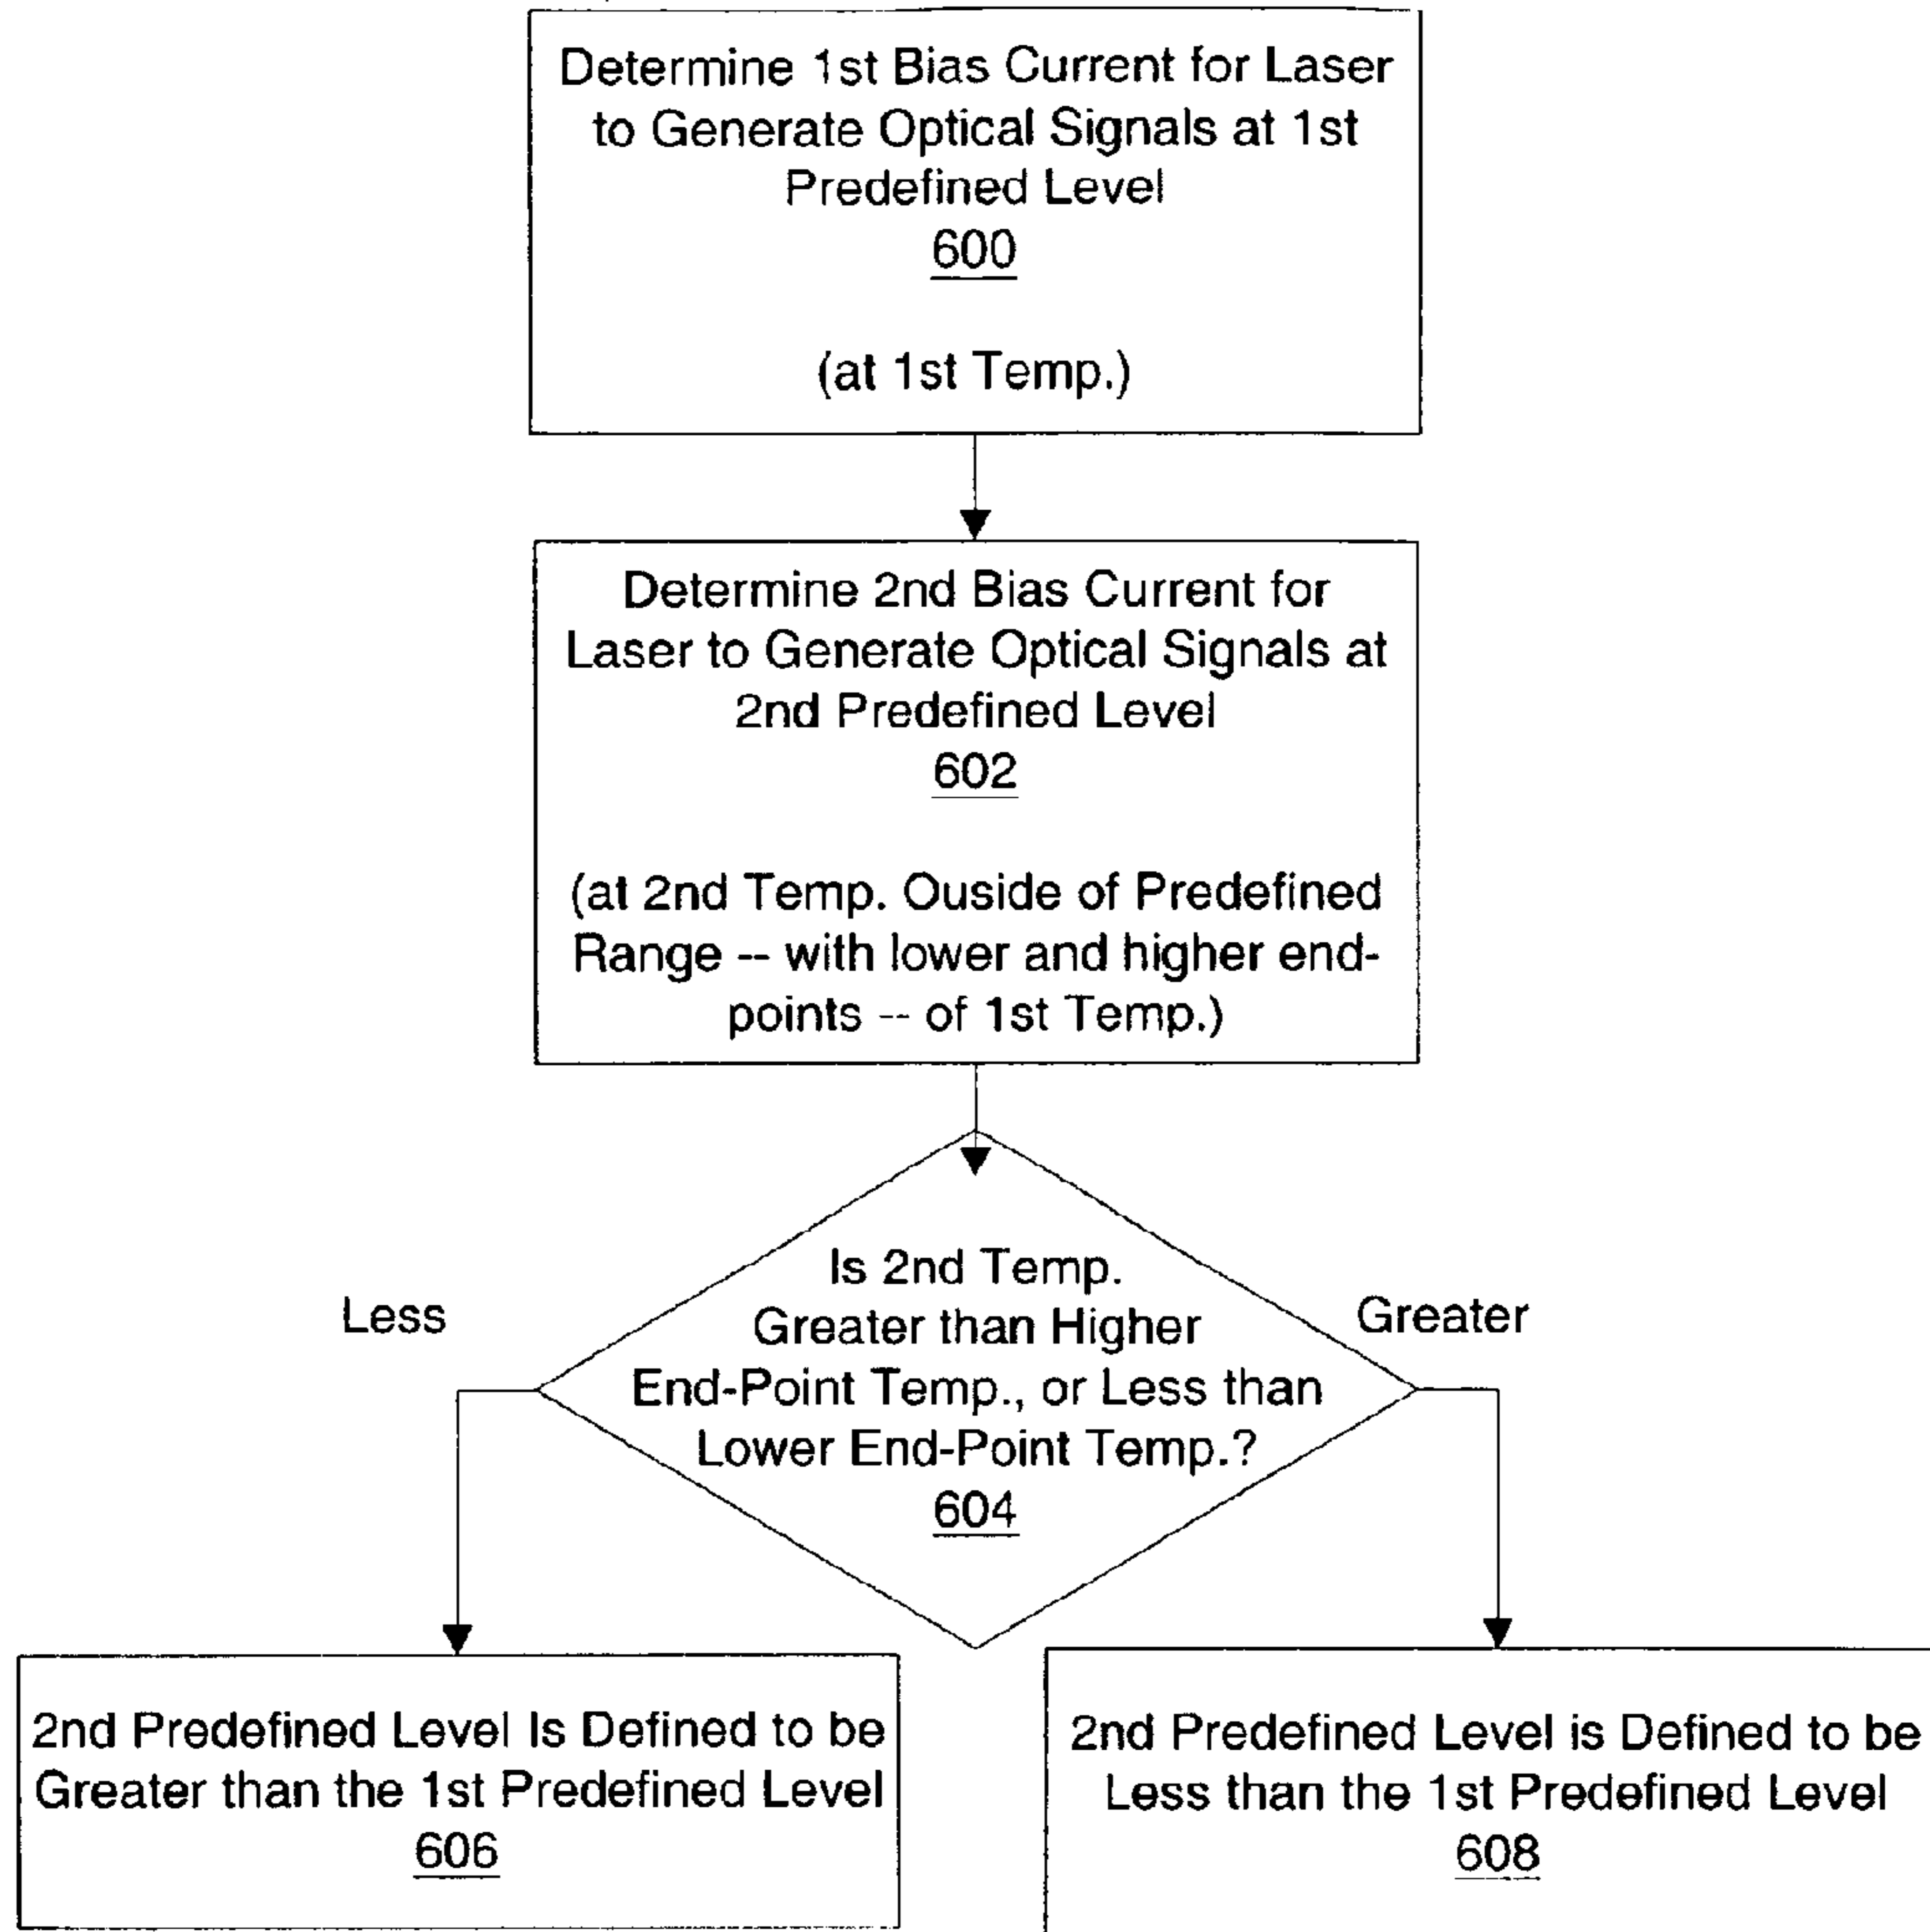 Determine 1st Bias Current for Laser
to Generate Optical Signals at 1st
Predefined Level
600
(at 1st Temp.)
Determine 2nd Bias Current for
Laser to Generate Optical Signals at
2nd Predefined Level
602
(at 2nd Temp. Ouside of Predefined
Range -- with lower and higher end-
points -- of 1st Temp.)
Is 2nd Temp.
Greater than Higher
End-Point Temp., or Less than
Lower End-Point Temp.?
604
Less
Greater
2nd Predefined Level Is Defined to be
Greater than the 1st Predefined Level
606
2nd Predefined Level is Defined to be
Less than the 1st Predefined Level
608